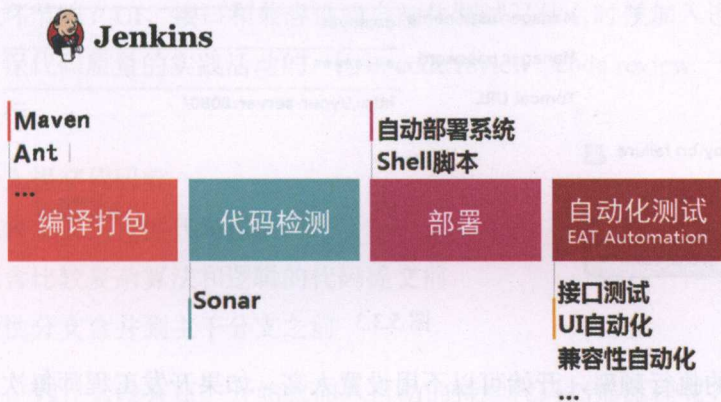 Jenkins
Maven
Ant
...
自动部署系统
Shell脚本
编译打包
代码检测
部署
自动化测试
EAT Automation
Sonar
接口测试
UI自动化
兼容性自动化
...